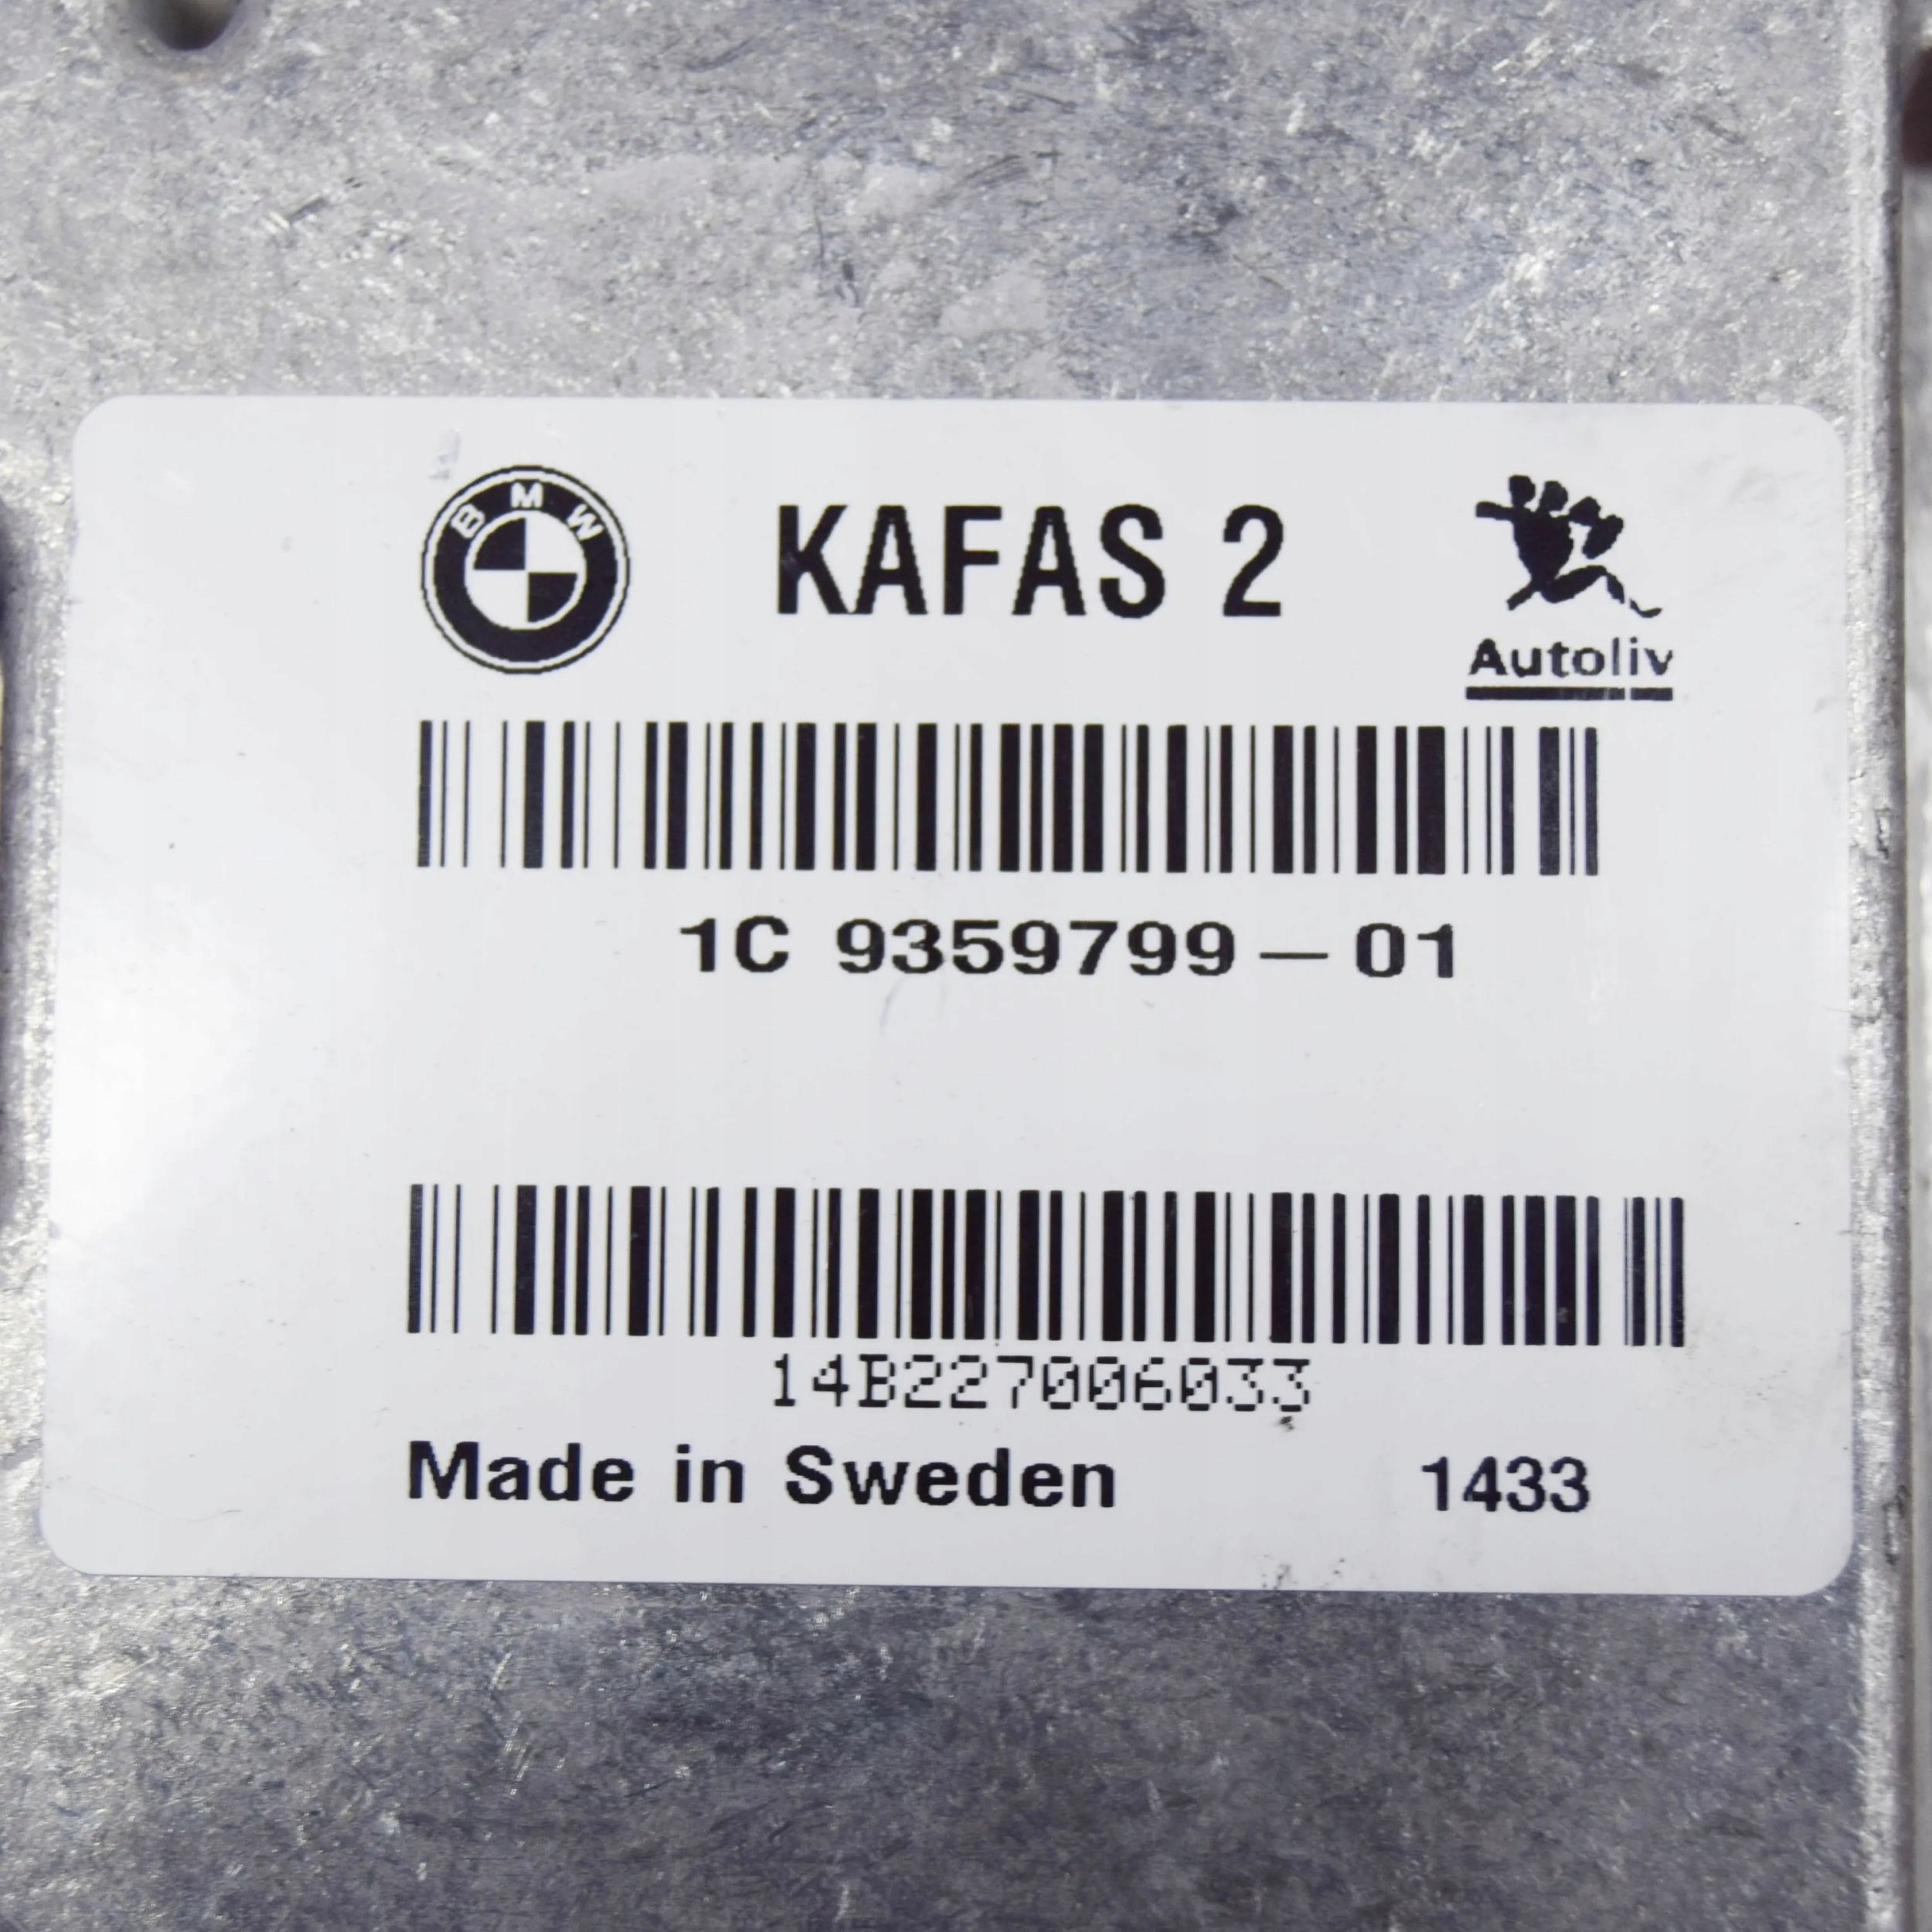 BMW
KAFAS 2
Autoliv
1C 9359799-01
14B227006033
Made in Sweden 1433